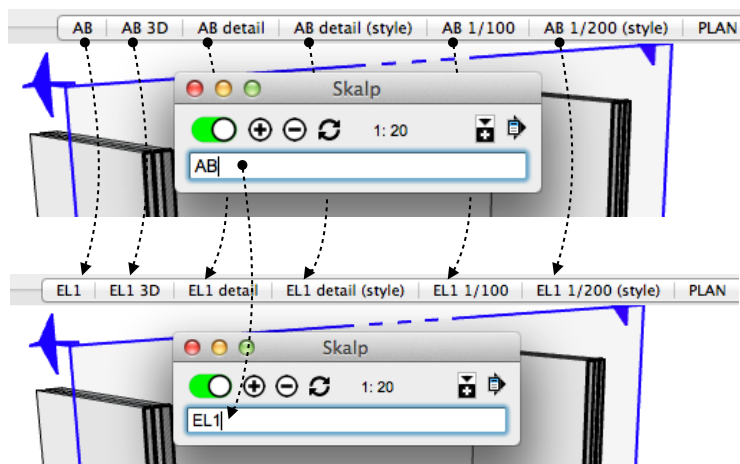 AB AB 3D AB detail AB detail (style) AB 1/100 AB 1/200 (style) PLAN
Skalp
1: 20
AB
EL1 EL1 3D EL1 detail EL1 detail (style) EL1 1/100 EL1 1/200 (style) PLAN
Skalp
1: 20
EL1